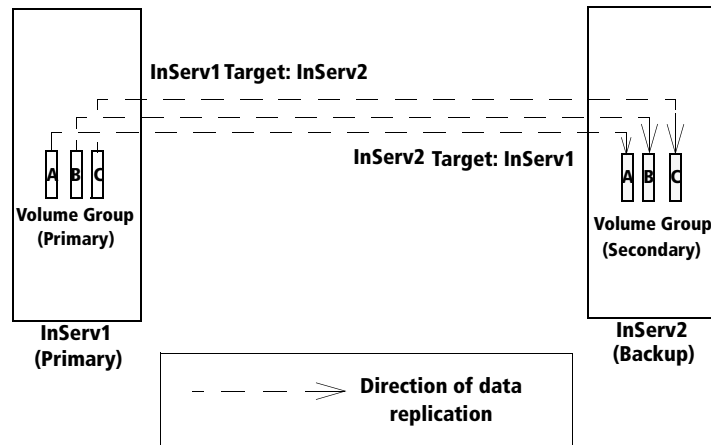 InServ1 Target: InServ2
InServ2 Target: InServ1
A B C
Volume Group
(Primary)
A B C
Volume Group
(Secondary)
InServ1
(Primary)
InServ2
(Backup)
Direction of data
replication